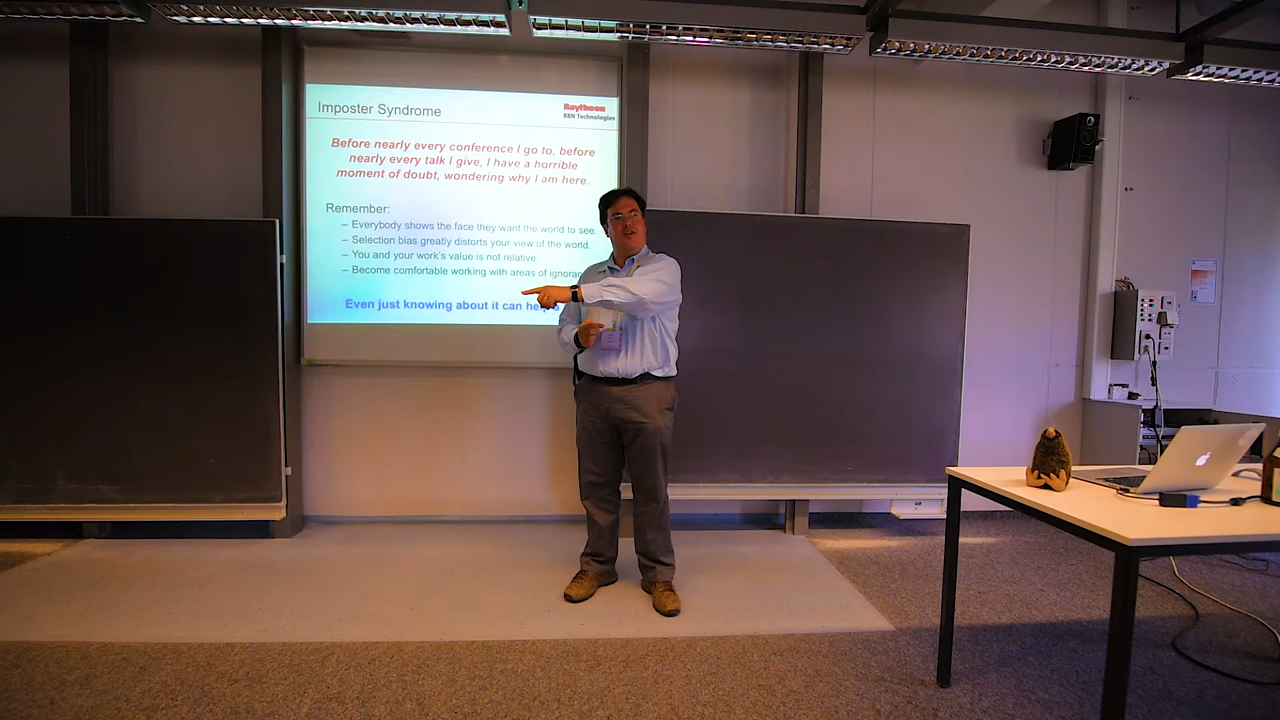 Imposter Syndrome
Raytheon
BBN Technologies
Before nearly every conference I go to, before
nearly every talk I give, I have a horrible
moment of doubt, wondering why I am here.
Remember:
– Everybody shows the face they want the world to see.
– Selection bias greatly distorts your view of the world.
– You and your work's value is not relative.
– Become comfortable working with areas of
Even just knowing about it can